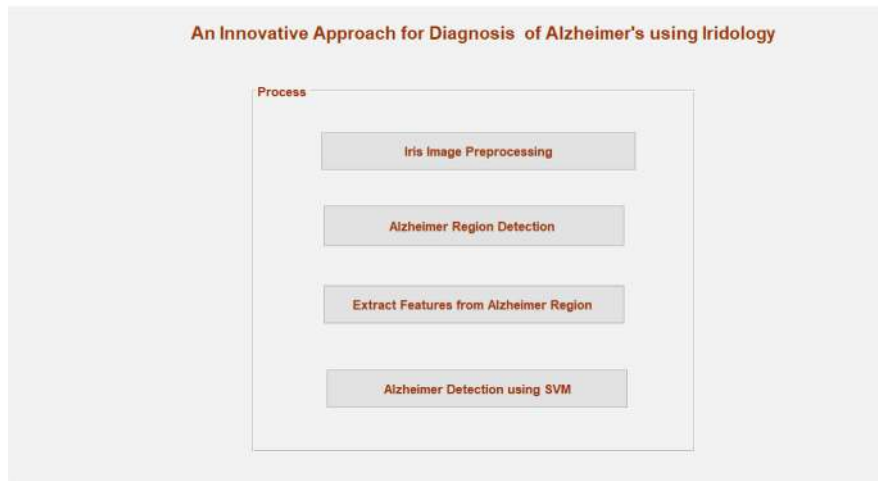 An Innovative Approach for Diagnosis of Alzheimer's using Iridology
Process
Iris Image Preprocessing
Alzheimer Region Detection
Extract Features from Alzheimer Region
Alzheimer Detection using SVM